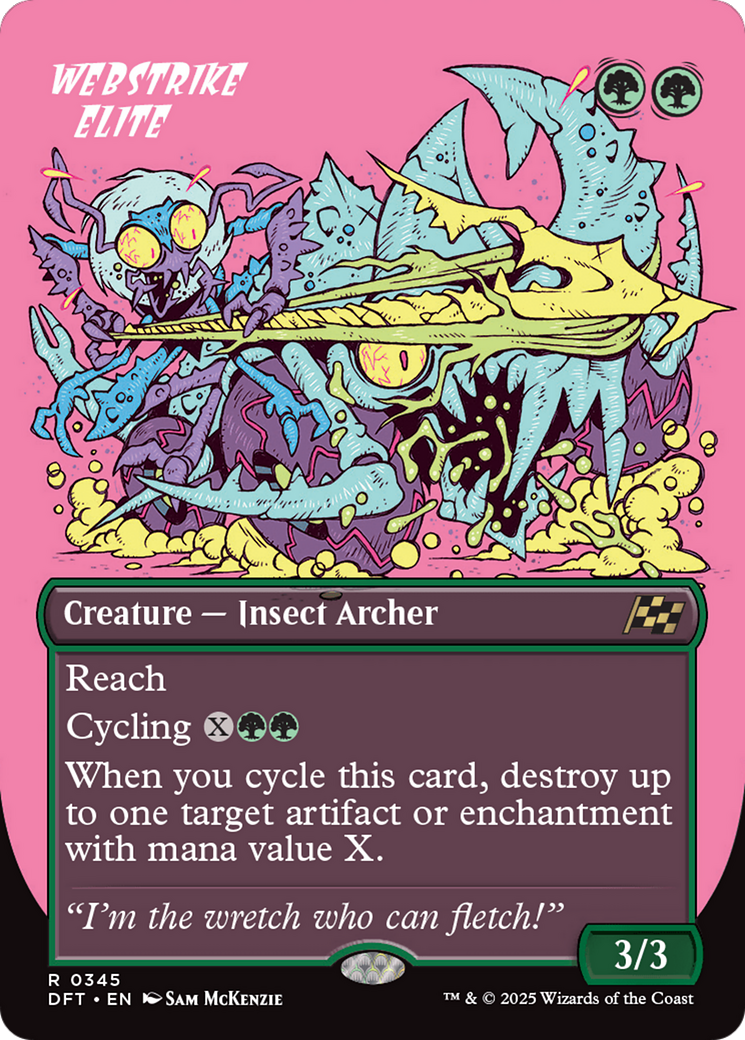 WEBSTRIKE
ELITE
Creature — Insect Archer
Reach
Cycling X
When you cycle this card, destroy up
to one target artifact or enchantment
with mana value X.
“I’m the wretch who can fletch!”
3/3
R 0345
DFT • EN SAM MCKENZIE
™ & © 2025 Wizards of the Coast